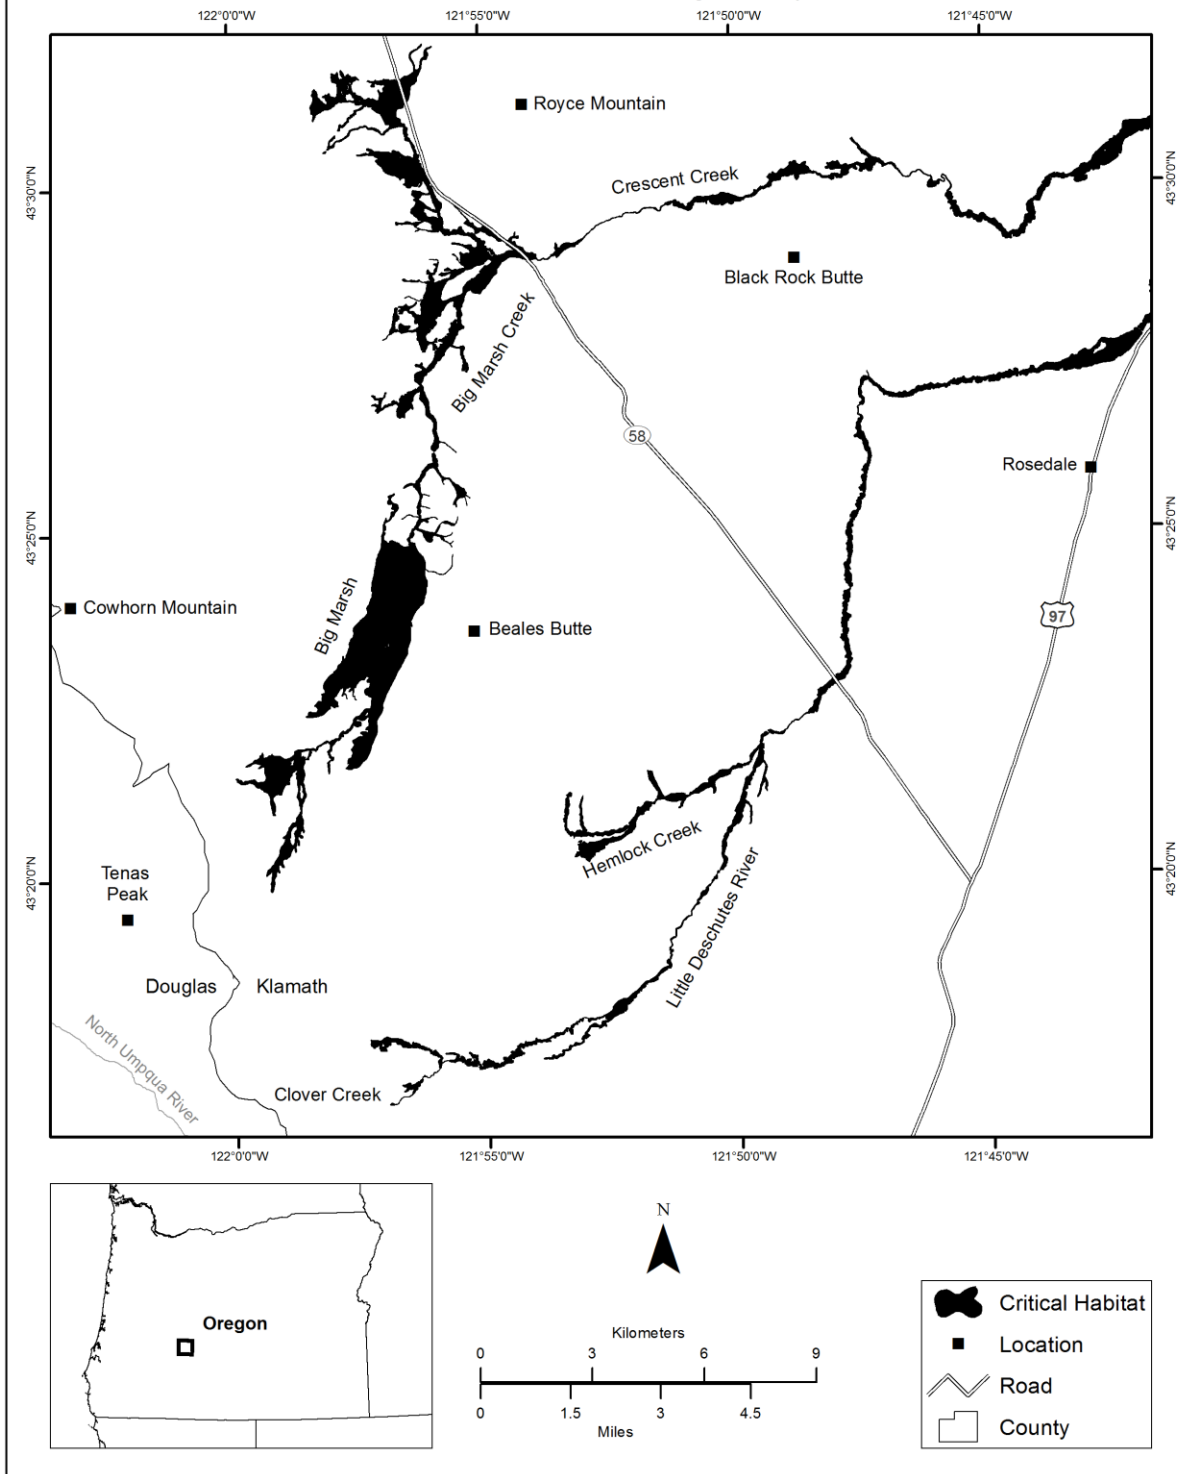 122°0'0"W 121°55'0"W 121°50'0"W 121°45'0"W
Royce Mountain
Crescent Creek
43°30'0"N
43°30'0"N
Black Rock Butte
Big Marsh Creek
58
Rosedale
43°25'0"N
43°25'0"N
Big Marsh
Cowhorn Mountain
Beales Butte
97
Hemlock Creek
43°20'0"N
43°20'0"N
Tenas
Peak
Little Deschutes River
Douglas
Klamath
North Umpqua River
Clover Creek
122°0'0"W 121°55'0"W 121°50'0"W 121°45'0"W
Oregon
N
Kilometers
0 3 6 9
0 1.5 3 4.5
Miles
Critical Habitat
Location
Road
County